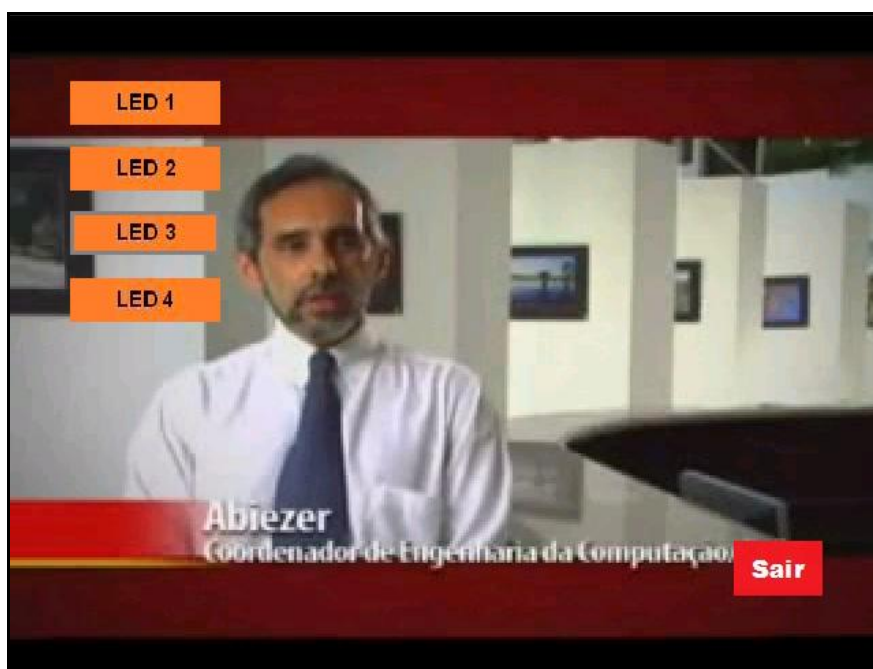 LED 1
LED 2
LED 3
LED 4
Abiezer
Coordenador de Engenharia da Computação
Sair